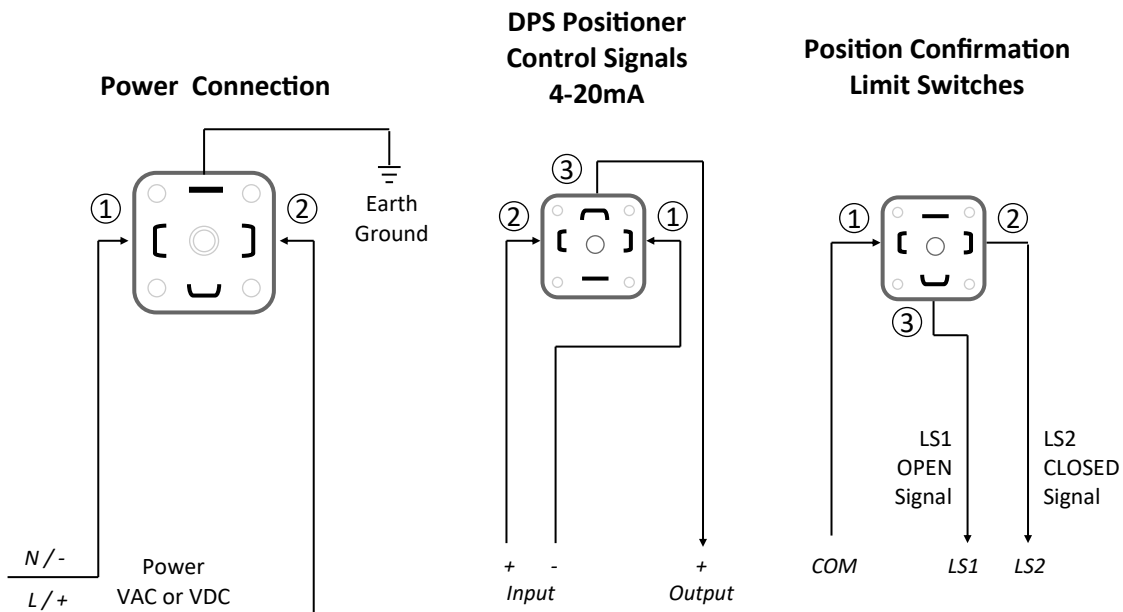 Power Connection
①
②
Earth
Ground
N / -
L / +
Power
VAC or VDC
DPS Positioner
Control Signals
4-20mA
③
②
①
+
-
Input
+
Output
Position Confirmation
Limit Switches
①
②
③
LS1
OPEN
Signal
LS2
CLOSED
Signal
COM
LS1
LS2